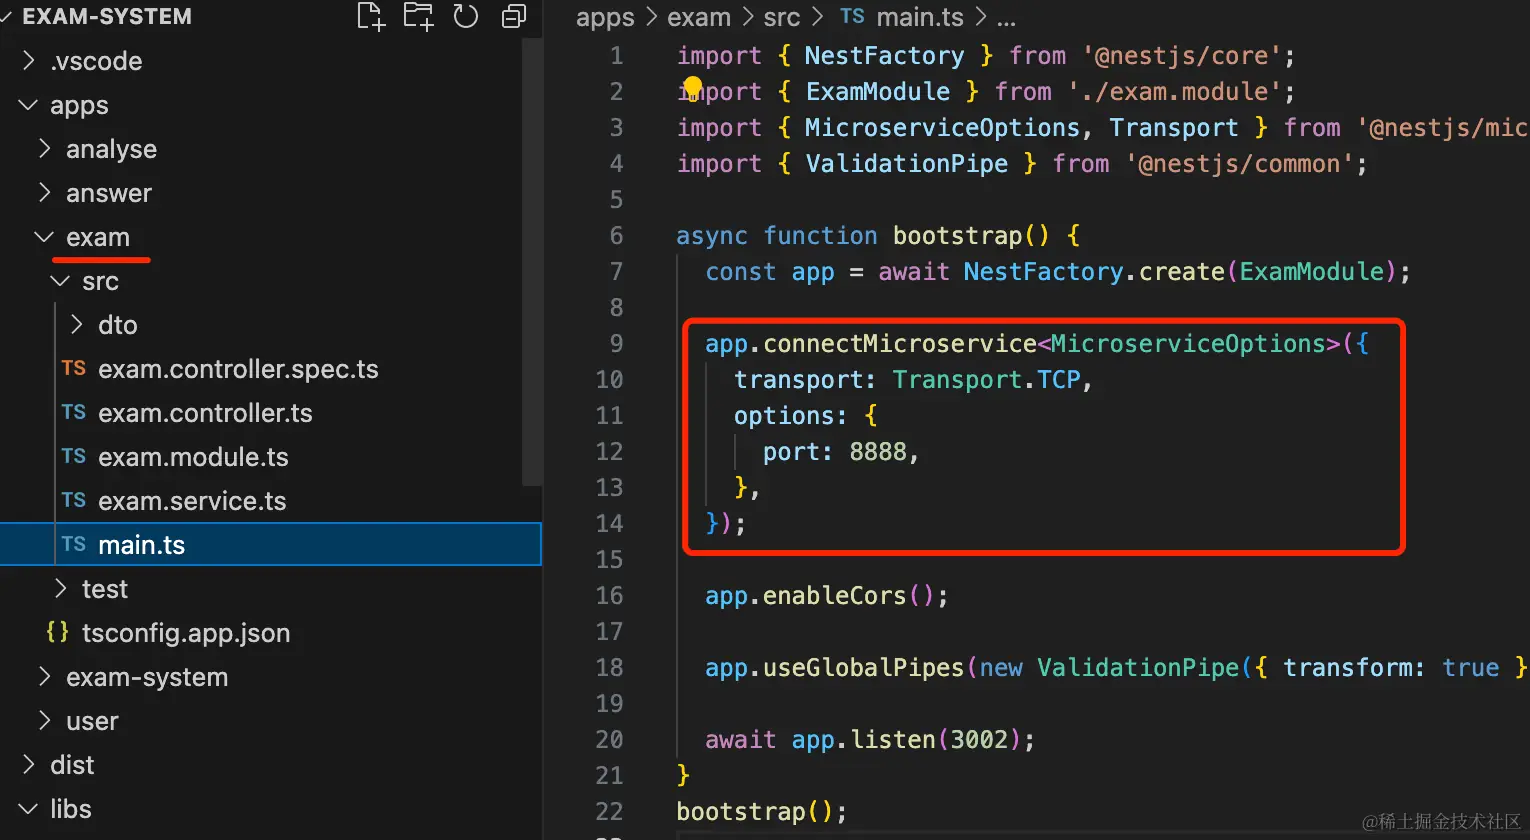 EXAM-SYSTEM
.vscode
apps
analyse
answer
exam
src
dto
TS exam.controller.spec.ts
TS exam.controller.ts
TS exam.module.ts
TS exam.service.ts
TS main.ts
test
{} tsconfig.app.json
exam-system
user
dist
libs
apps > exam > src > TS main.ts > ...
1 import { NestFactory } from '@nestjs/core';
2 import { ExamModule } from './exam.module';
3 import { MicroserviceOptions, Transport } from '@nestjs/mic
4 import { ValidationPipe } from '@nestjs/common';
5
6 async function bootstrap() {
7 const app = await NestFactory.create(ExamModule);
8
9 app.connectMicroservice<MicroserviceOptions>({
10 transport: Transport.TCP,
11 options: {
12 port: 8888,
13 },
14 });
15
16 app.enableCors();
17
18 app.useGlobalPipes(new ValidationPipe({ transform: true }
19
20 await app.listen(3002);
21 }
22 bootstrap();
@稀土掘金技术社区